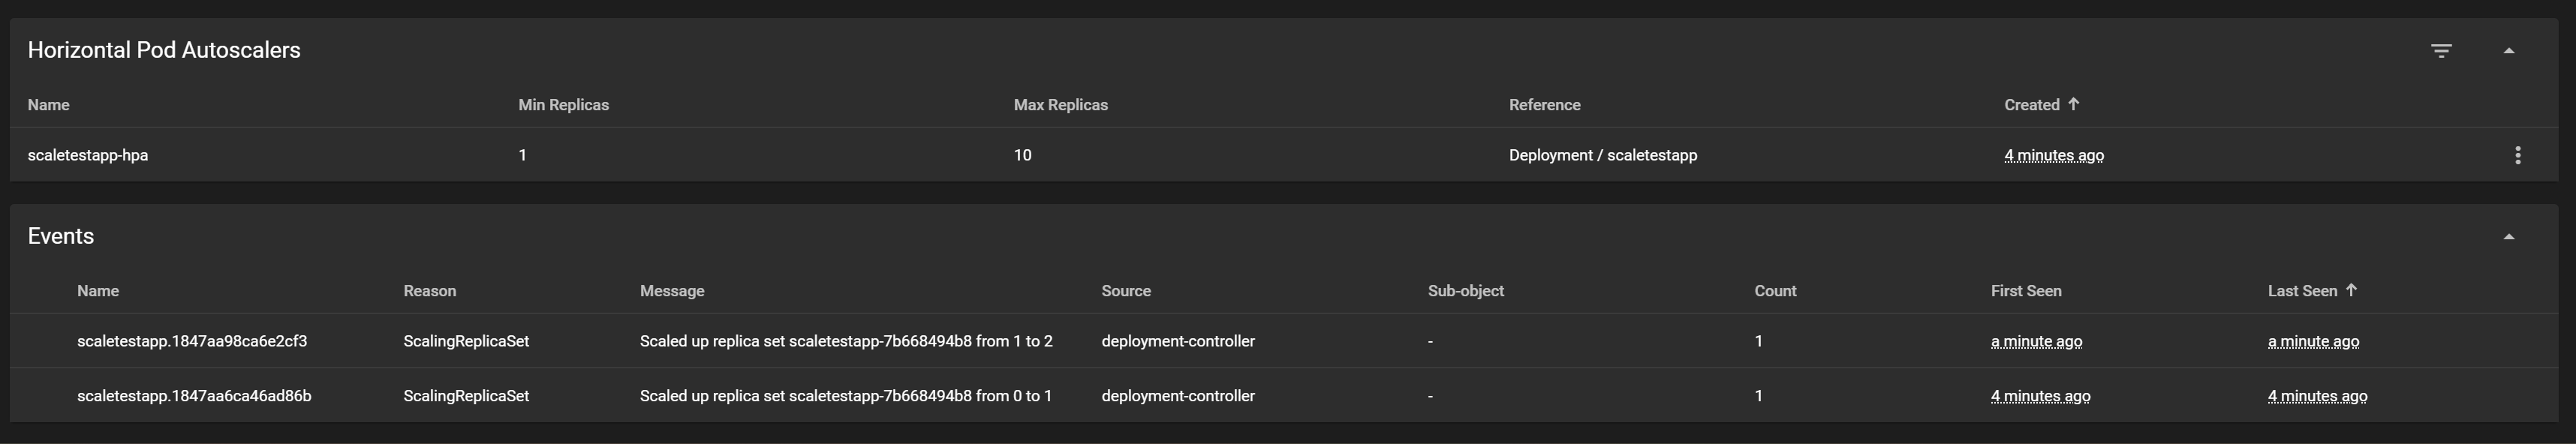 Horizontal Pod Autoscalers
Name Min Replicas Max Replicas Reference Created
scaletestapp-hpa 1 10 Deployment / scaletestapp 4 minutes ago
Events
Name Reason Message Source Sub-object Count First Seen Last Seen
scaletestapp.1847aa98ca6e2cf3 ScalingReplicaSet Scaled up replica set scaletestapp-7b668494b8 from 1 to 2 deployment-controller - 1 a minute ago a minute ago
scaletestapp.1847aa6ca46ad86b ScalingReplicaSet Scaled up replica set scaletestapp-7b668494b8 from 0 to 1 deployment-controller - 1 4 minutes ago 4 minutes ago